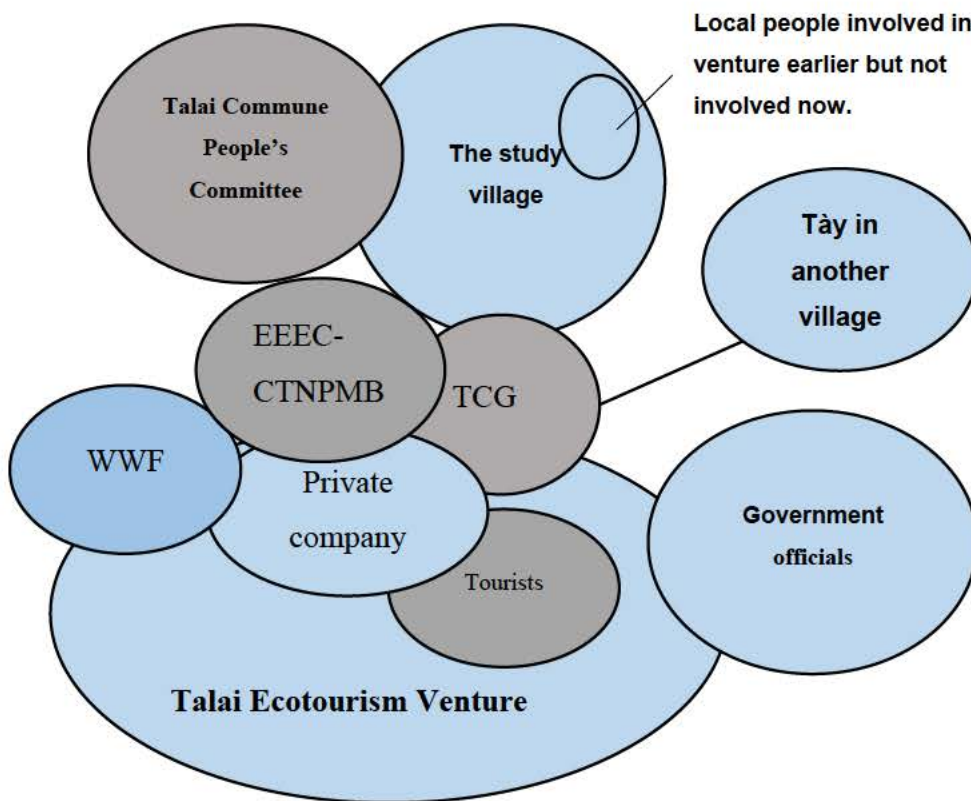 Local people involved in
venture earlier but not
involved now.
Talai Commune
People's
Committee
The study
village
Tày in
another
village
EEEC-
CTNPMB
TCG
WWF
Private
company
Government
officials
Tourists
Talai Ecotourism Venture